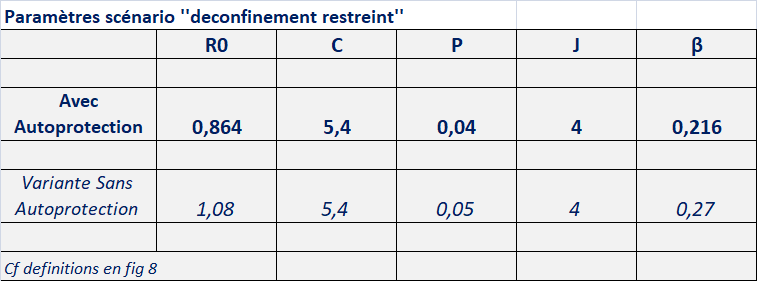 Paramètres scénario ''deconfinement restreint''
R0 C P J β
Avec
Autoprotection 0,864 5,4 0,04 4 0,216
Variante Sans
Autoprotection 1,08 5,4 0,05 4 0,27
Cf definitions en fig 8